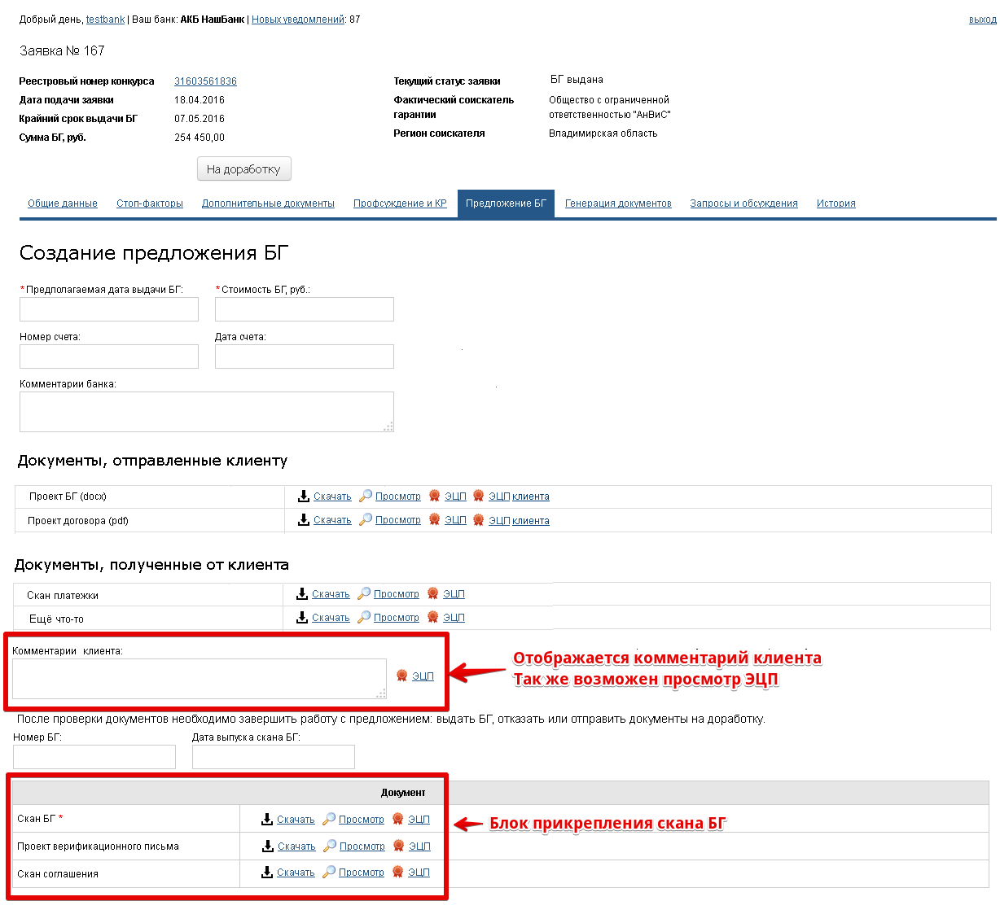 Добрый день, testbank | Ваш банк: АКБ НашБанк | Новых уведомлений: 87
выход
Заявка № 167
Реестровый номер конкурса 31603561836
Дата подачи заявки 18.04.2016
Крайний срок выдачи БГ 07.05.2016
Сумма БГ, руб. 254 450,00
Текущий статус заявки БГ выдана
Фактический соискатель гарантии Общество с ограниченной ответственностью "АнВиС"
Регион соискателя Владимирская область
На доработку
Общие данные Стоп-факторы Дополнительные документы Профсуждение и КР Предложение БГ Генерация документов Запросы и обсуждения История
Создание предложения БГ
*Предполагаемая дата выдачи БГ: *Стоимость БГ, руб.:
Номер счета: Дата счета:
Комментарии банка:
Документы, отправленные клиенту
Проект БГ (docx) Скачать Просмотр ЭЦП ЭЦП клиента
Проект договора (pdf) Скачать Просмотр ЭЦП ЭЦП клиента
Документы, полученные от клиента
Скан платежки Скачать Просмотр ЭЦП
Ещё что-то Скачать Просмотр ЭЦП
Комментарии клиента:
ЭЦП
Отображается комментарий клиента
Так же возможен просмотр ЭЦП
После проверки документов необходимо завершить работу с предложением: выдать БГ, отказать или отправить документы на доработку.
Номер БГ: Дата выпуска скана БГ:
Документ
Скан БГ * Скачать Просмотр ЭЦП
Блок прикрепления скана БГ
Проект верификационного письма Скачать Просмотр ЭЦП
Скан соглашения Скачать Просмотр ЭЦП